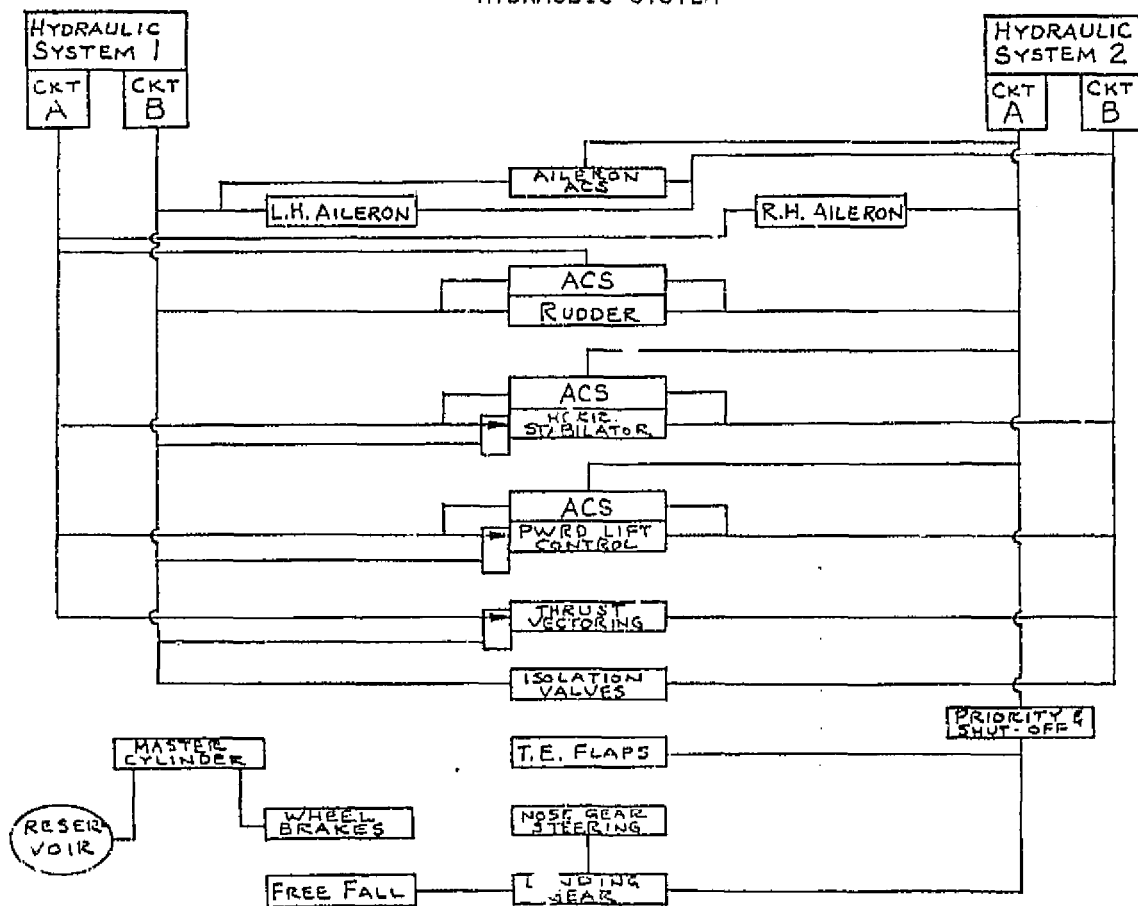 HYDRAULIC
SYSTEM 1
HYDRAULIC
SYSTEM 2
CKT
A
CKT
B
CKT
A
CKT
B
AILERON
ACS
L.H. AILERON
R.H. AILERON
ACS
RUDDER
ACS
STABILATOR
ACS
PWRD LIFT
CONTROL
THRUST
VECTORING
ISOLATION
VALVES
PRIORITY &
SHUT-OFF
MASTER
CYLINDER
T.E. FLAPS
RESER
VOIR
WHEEL
BRAKES
NOSE GEAR
STEERING
FREE FALL
GEAR